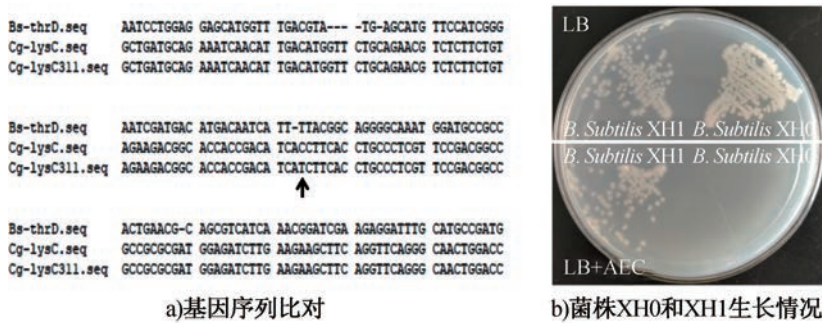 Bs-thrD.seq AATCCTGGAG GAGCATGGTT TGACGTA--- -TG-AGCATG TTCCATCGGG
Cg-lysC.seq GCTGATGCAG AAATCAACAT TGACATGGTT CTGCAGAACG TCTCTTCTGT
Cg-lysC311.seq GCTGATGCAG AAATCAACAT TGACATGGTT CTGCAGAACG TCTCTTCTGT
Bs-thrD.seq AATCGATGAC ATGACAATCA TT-TTACGGC AGGGGCAAAT GGATGCCGCC
Cg-lysC.seq AGAAGACGGC ACCACCGACA TCACCTTCAC CTGCCCTCGT TCCGACGGCC
Cg-lysC311.seq AGAAGACGGC ACCACCGACA TCATCTTCAC CTGCCCTCGT TCCGACGGCC
Bs-thrD.seq ACTGAACG-C AGCGTCATCA AACGGATCGA AGAGGATTTG CATGCCGATG
Cg-lysC.seq GCCGCGCGAT GGAGATCTTG AAGAAGCTTC AGGTTCAGGG CAACTGGACC
Cg-lysC311.seq GCCGCGCGAT GGAGATCTTG AAGAAGCTTC AGGTTCAGGG CAACTGGACC
a)基因序列比对
LB
B. Subtilis XH1 B. Subtilis XH0
B. Subtilis XH1 B. Subtilis XH0
LB+AEC
b)菌株XH0和XH1生长情况